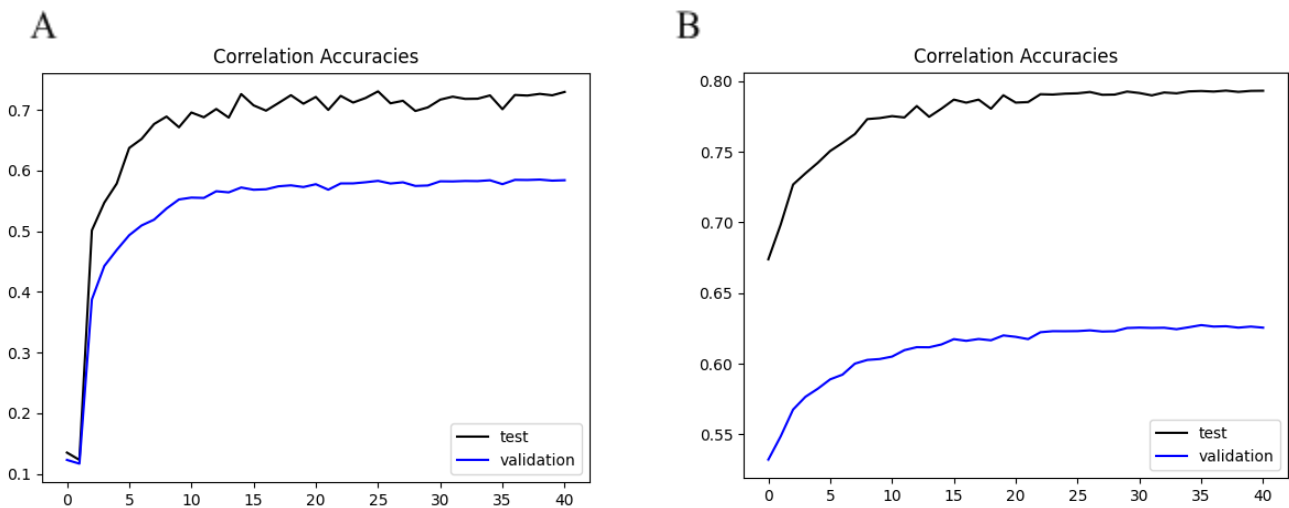 A
Correlation Accuracies
0.7
0.6
0.5
0.4
0.3
0.2
0.1
0 5 10 15 20 25 30 35 40
test
validation
B
Correlation Accuracies
0.80
0.75
0.70
0.65
0.60
0.55
0 5 10 15 20 25 30 35 40
test
validation